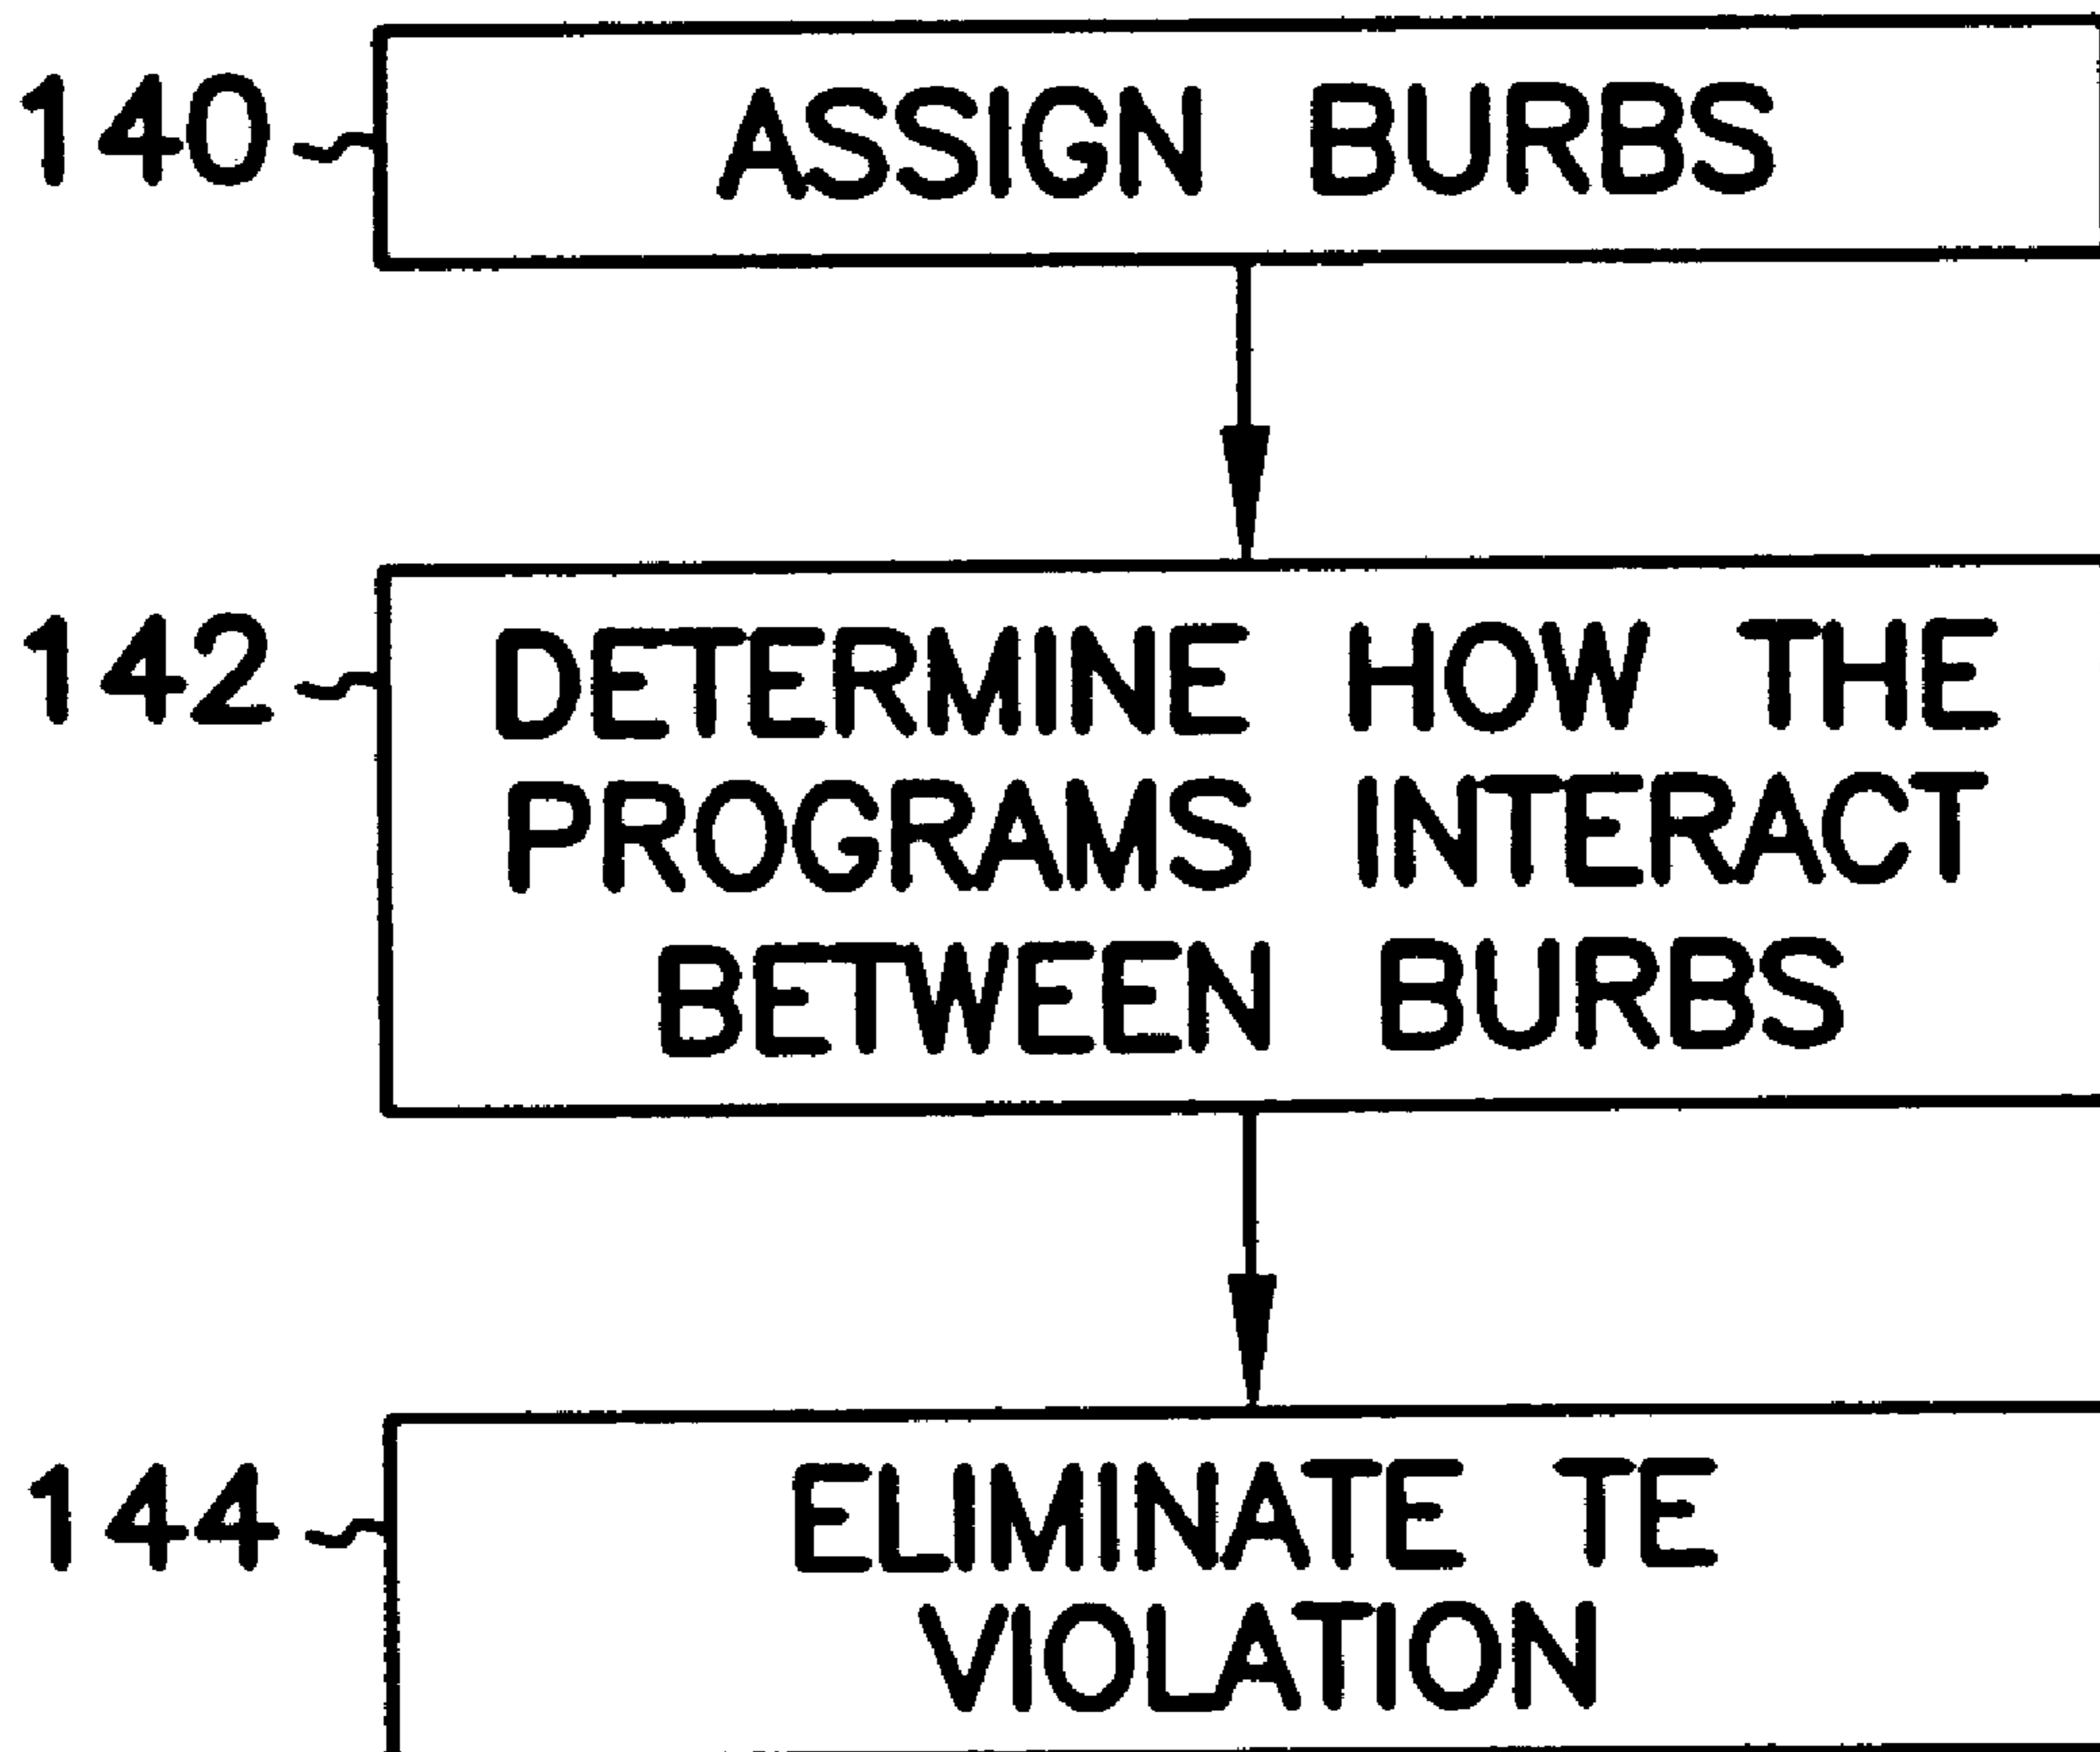 140 ASSIGN BURBS
142 DETERMINE HOW THE
PROGRAMS INTERACT
BETWEEN BURBS
144 ELIMINATE TE
VIOLATION